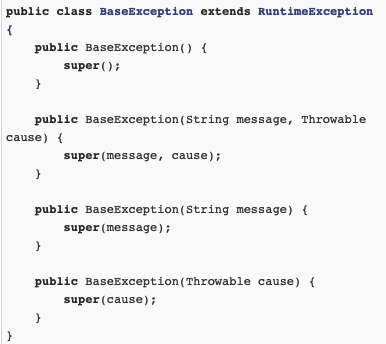 public class BaseException extends RuntimeException
{
    public BaseException() {
        super();
    }

    public BaseException(String message, Throwable
cause) {
        super(message, cause);
    }

    public BaseException(String message) {
        super(message);
    }

    public BaseException(Throwable cause) {
        super(cause);
    }
}